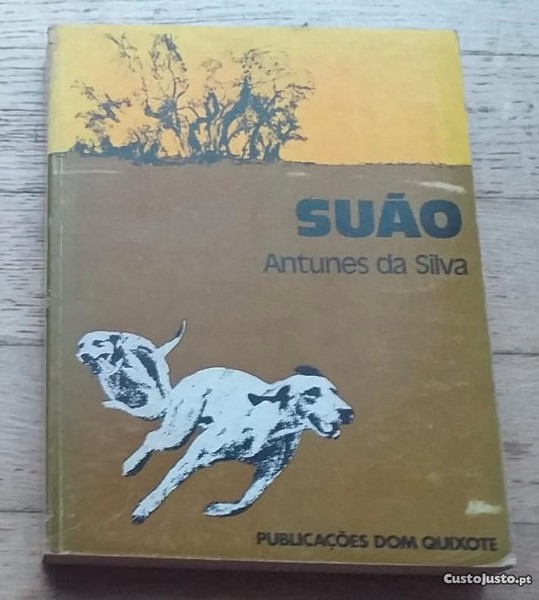 SUÃO
Antunes da Silva
PUBLICAÇÕES DOM QUIXOTE
CustoJusto.pt